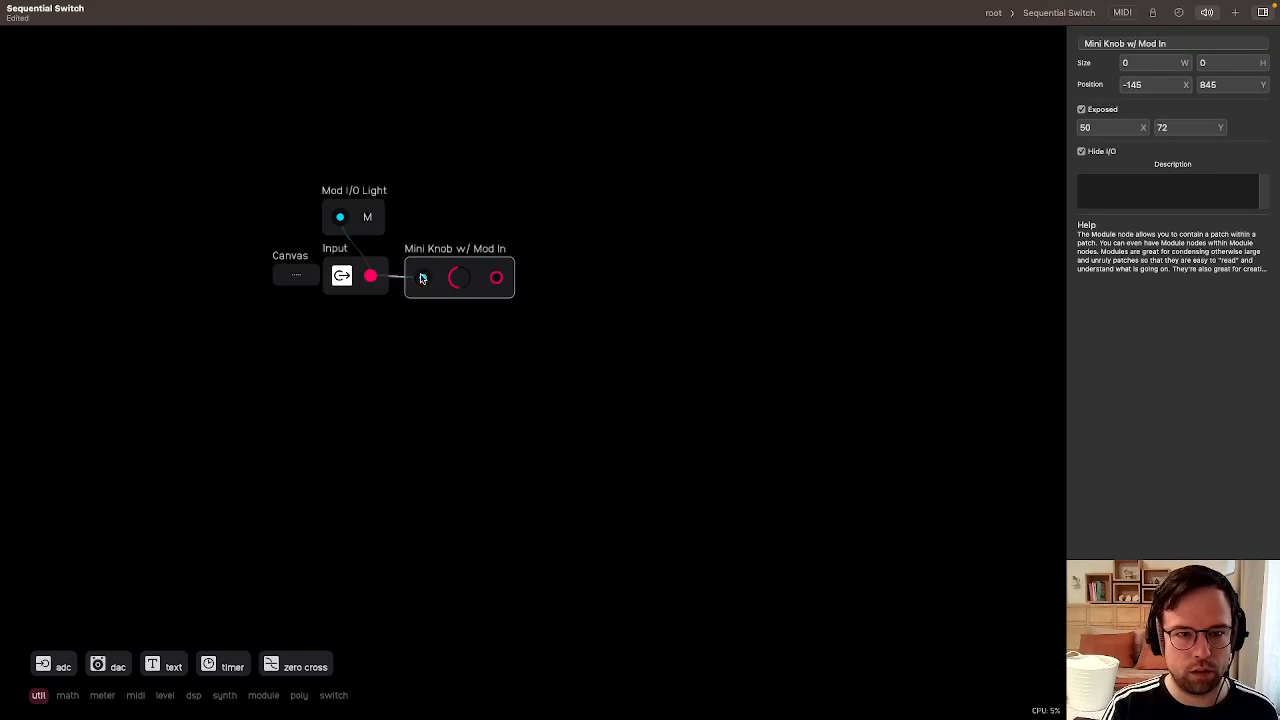 Sequential Switch
Edited
root › Sequential Switch MIDI
Mini Knob w/ Mod In
Size 0 W 0 H
Position -145 X 845 Y
Exposed
50 X 72 Y
Hide I/O
Description
Help
The Module node allows you to contain a patch within a
patch. You can even have Module nodes within Module
nodes. Modules are great for condensing otherwise large
and unruly patches so that they are easy to "read" and
understand what is going on. They're also great for creati...
Mod I/O Light
M
Canvas
Input
Mini Knob w/ Mod In
adc dac text timer zero cross
util math meter midi level dsp synth module poly switch
CPU: 5%